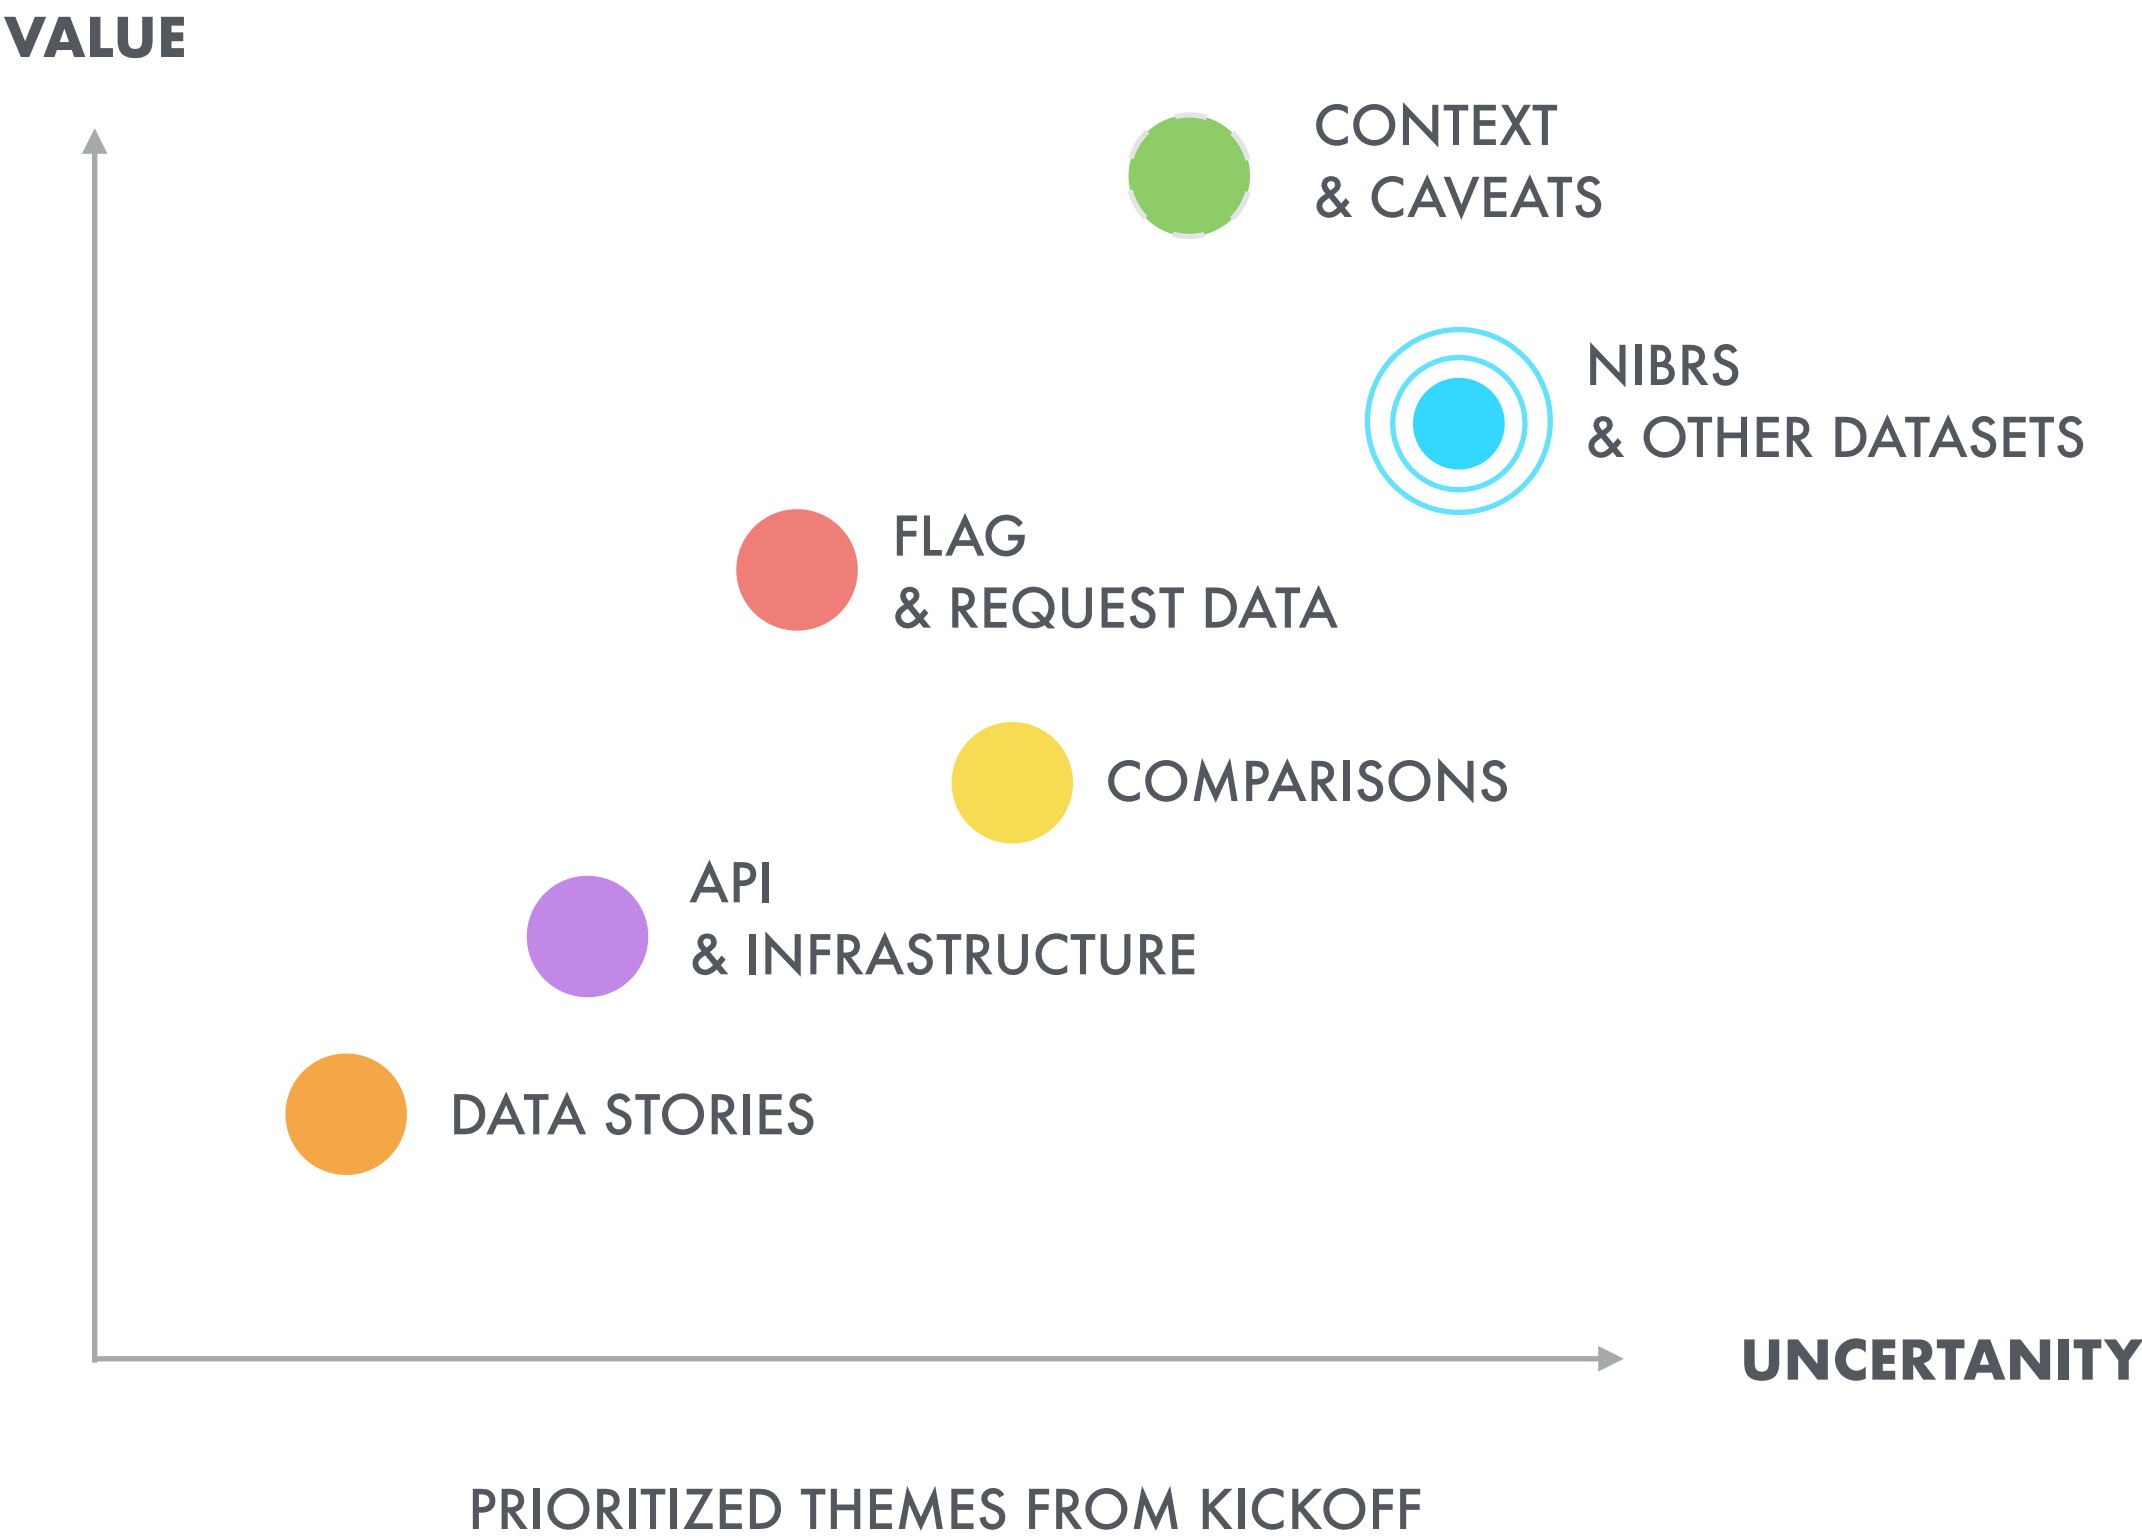 VALUE
CONTEXT
& CAVEATS
NIBRS
& OTHER DATASETS
FLAG
& REQUEST DATA
COMPARISONS
API
& INFRASTRUCTURE
DATA STORIES
UNCERTANITY
PRIORITIZED THEMES FROM KICKOFF